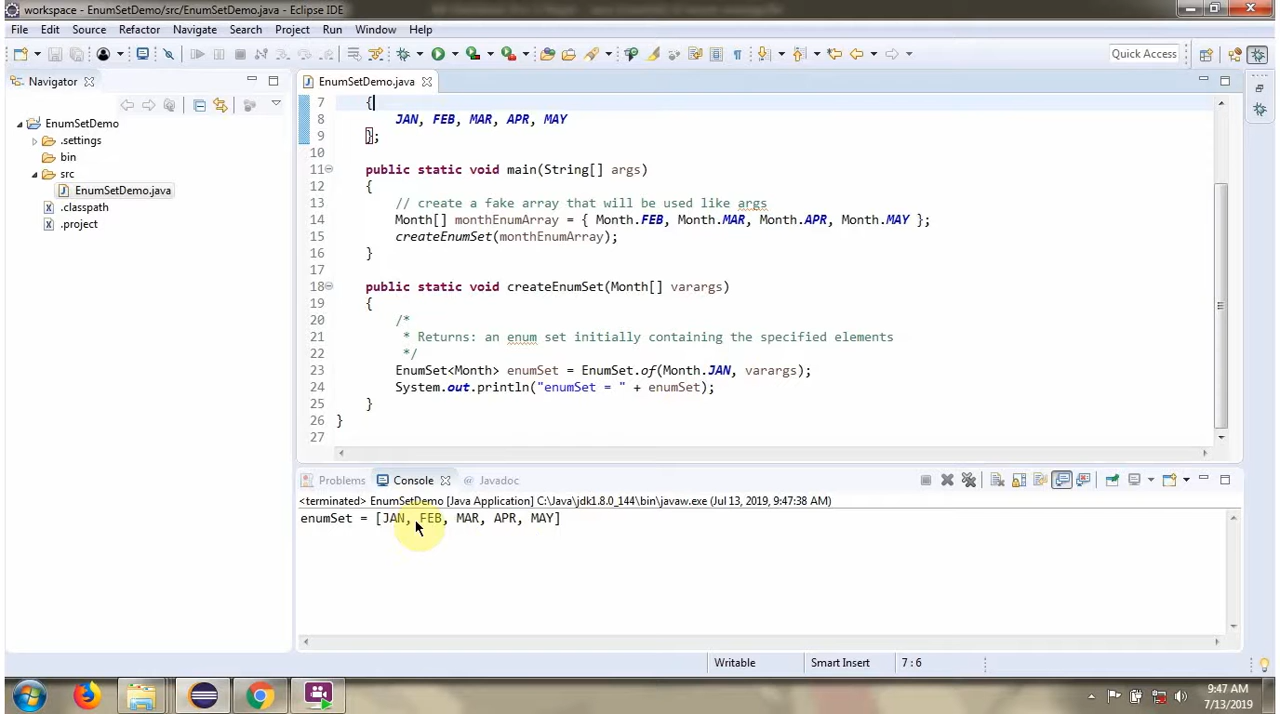 workspace - EnumSetDemo/src/EnumSetDemo.java - Eclipse IDE
File Edit Source Refactor Navigate Search Project Run Window Help
Quick Access
Navigator
EnumSetDemo.java
EnumSetDemo
.settings
bin
src
EnumSetDemo.java
.classpath
.project
7 {
8 JAN, FEB, MAR, APR, MAY
9 };
10
11 public static void main(String[] args)
12 {
13 // create a fake array that will be used like args
14 Month[] monthEnumArray = { Month.FEB, Month.MAR, Month.APR, Month.MAY };
15 createEnumSet(monthEnumArray);
16 }
17
18 public static void createEnumSet(Month[] varargs)
19 {
20 /*
21 * Returns: an enum set initially containing the specified elements
22 */
23 EnumSet<Month> enumSet = EnumSet.of(Month.JAN, varargs);
24 System.out.println("enumSet = " + enumSet);
25 }
26 }
27
Problems Console Javadoc
<terminated> EnumSetDemo [Java Application] C:\Java\jdk1.8.0_144\bin\javaw.exe (Jul 13, 2019, 9:47:38 AM)
enumSet = [JAN, FEB, MAR, APR, MAY]
Writable Smart Insert 7 : 6
9:47 AM
7/13/2019